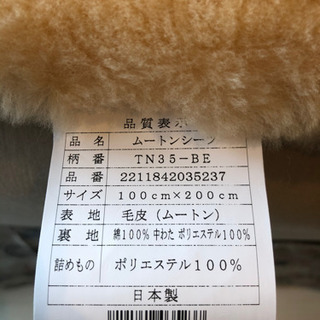 品質表示
品名 ムートンシーツ
柄番 TN35-BE
品番 2211842035237
サイズ 100cm×200cm
表地 毛皮(ムートン)
裏地 綿100% 中わた ポリエステル100%
詰めもの ポリエステル100%
日本製